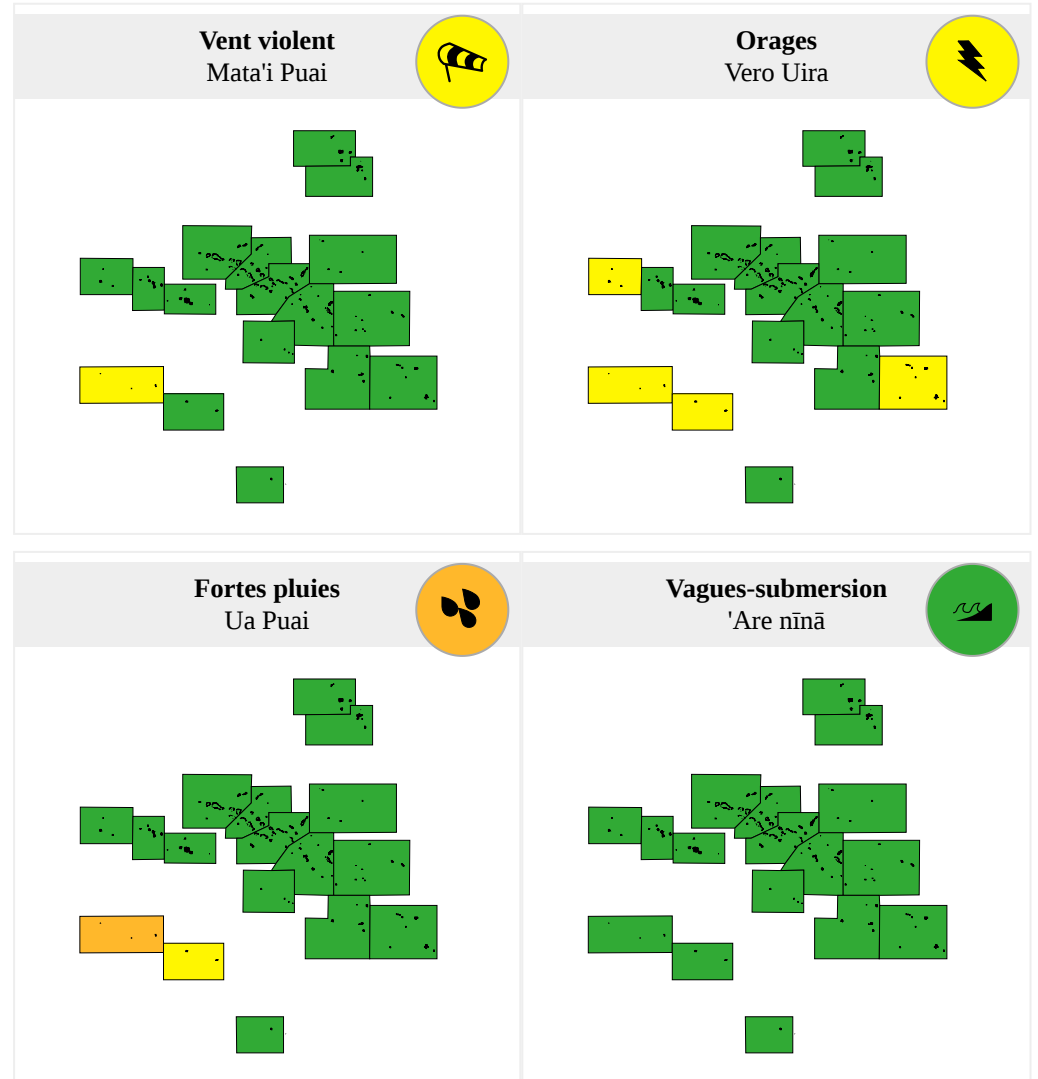 Vent violent
Mata'i Puai
Orages
Vero Uira
Fortes pluies
Ua Puai
Vagues-submersion
'Are nīnā